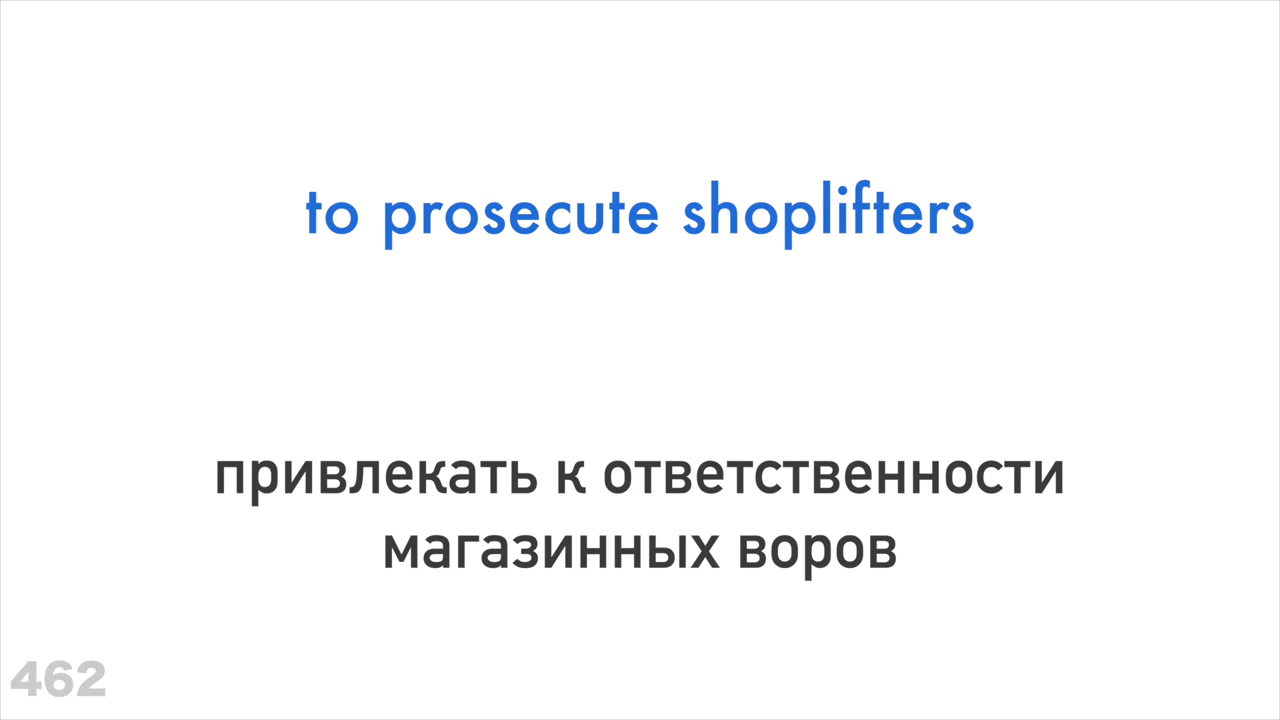 to prosecute shoplifters
привлекать к ответственности
магазинных воров
462